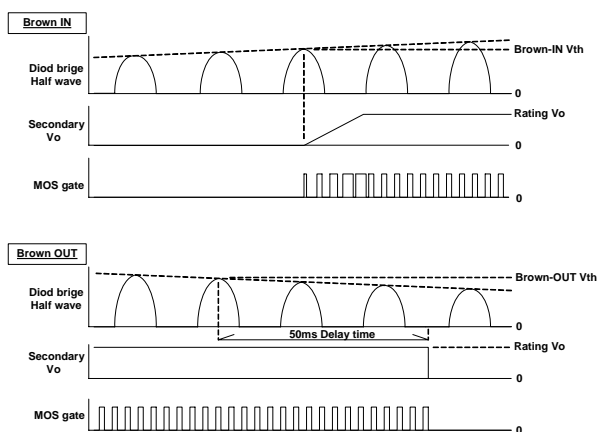 Brown IN
Brown-IN Vth
Diod brige
Half wave
0
Rating Vo
Secondary
Vo
0
MOS gate
0
Brown OUT
Brown-OUT Vth
Diod brige
Half wave
0
50ms Delay time
Rating Vo
Secondary
Vo
0
MOS gate
0